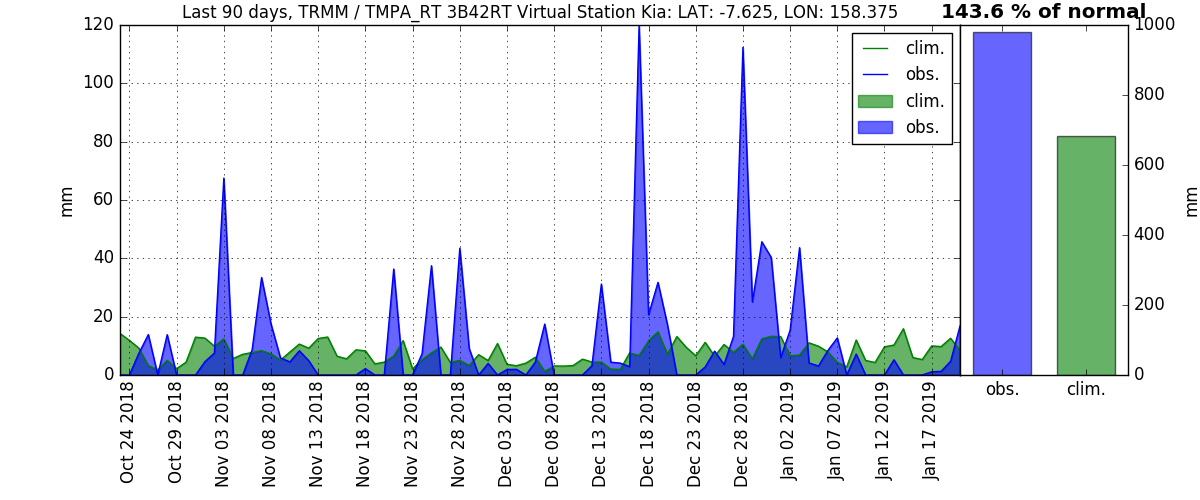 Last 90 days, TRMM / TMPA_RT 3B42RT Virtual Station Kia: LAT: -7.625, LON: 158.375
143.6 % of normal
120
100
80
60
40
20
0
mm
clim.
obs.
clim.
obs.
1000
800
600
400
200
0
mm
obs.
clim.
Oct 24 2018
Oct 29 2018
Nov 03 2018
Nov 08 2018
Nov 13 2018
Nov 18 2018
Nov 23 2018
Nov 28 2018
Dec 03 2018
Dec 08 2018
Dec 13 2018
Dec 18 2018
Dec 23 2018
Dec 28 2018
Jan 02 2019
Jan 07 2019
Jan 12 2019
Jan 17 2019